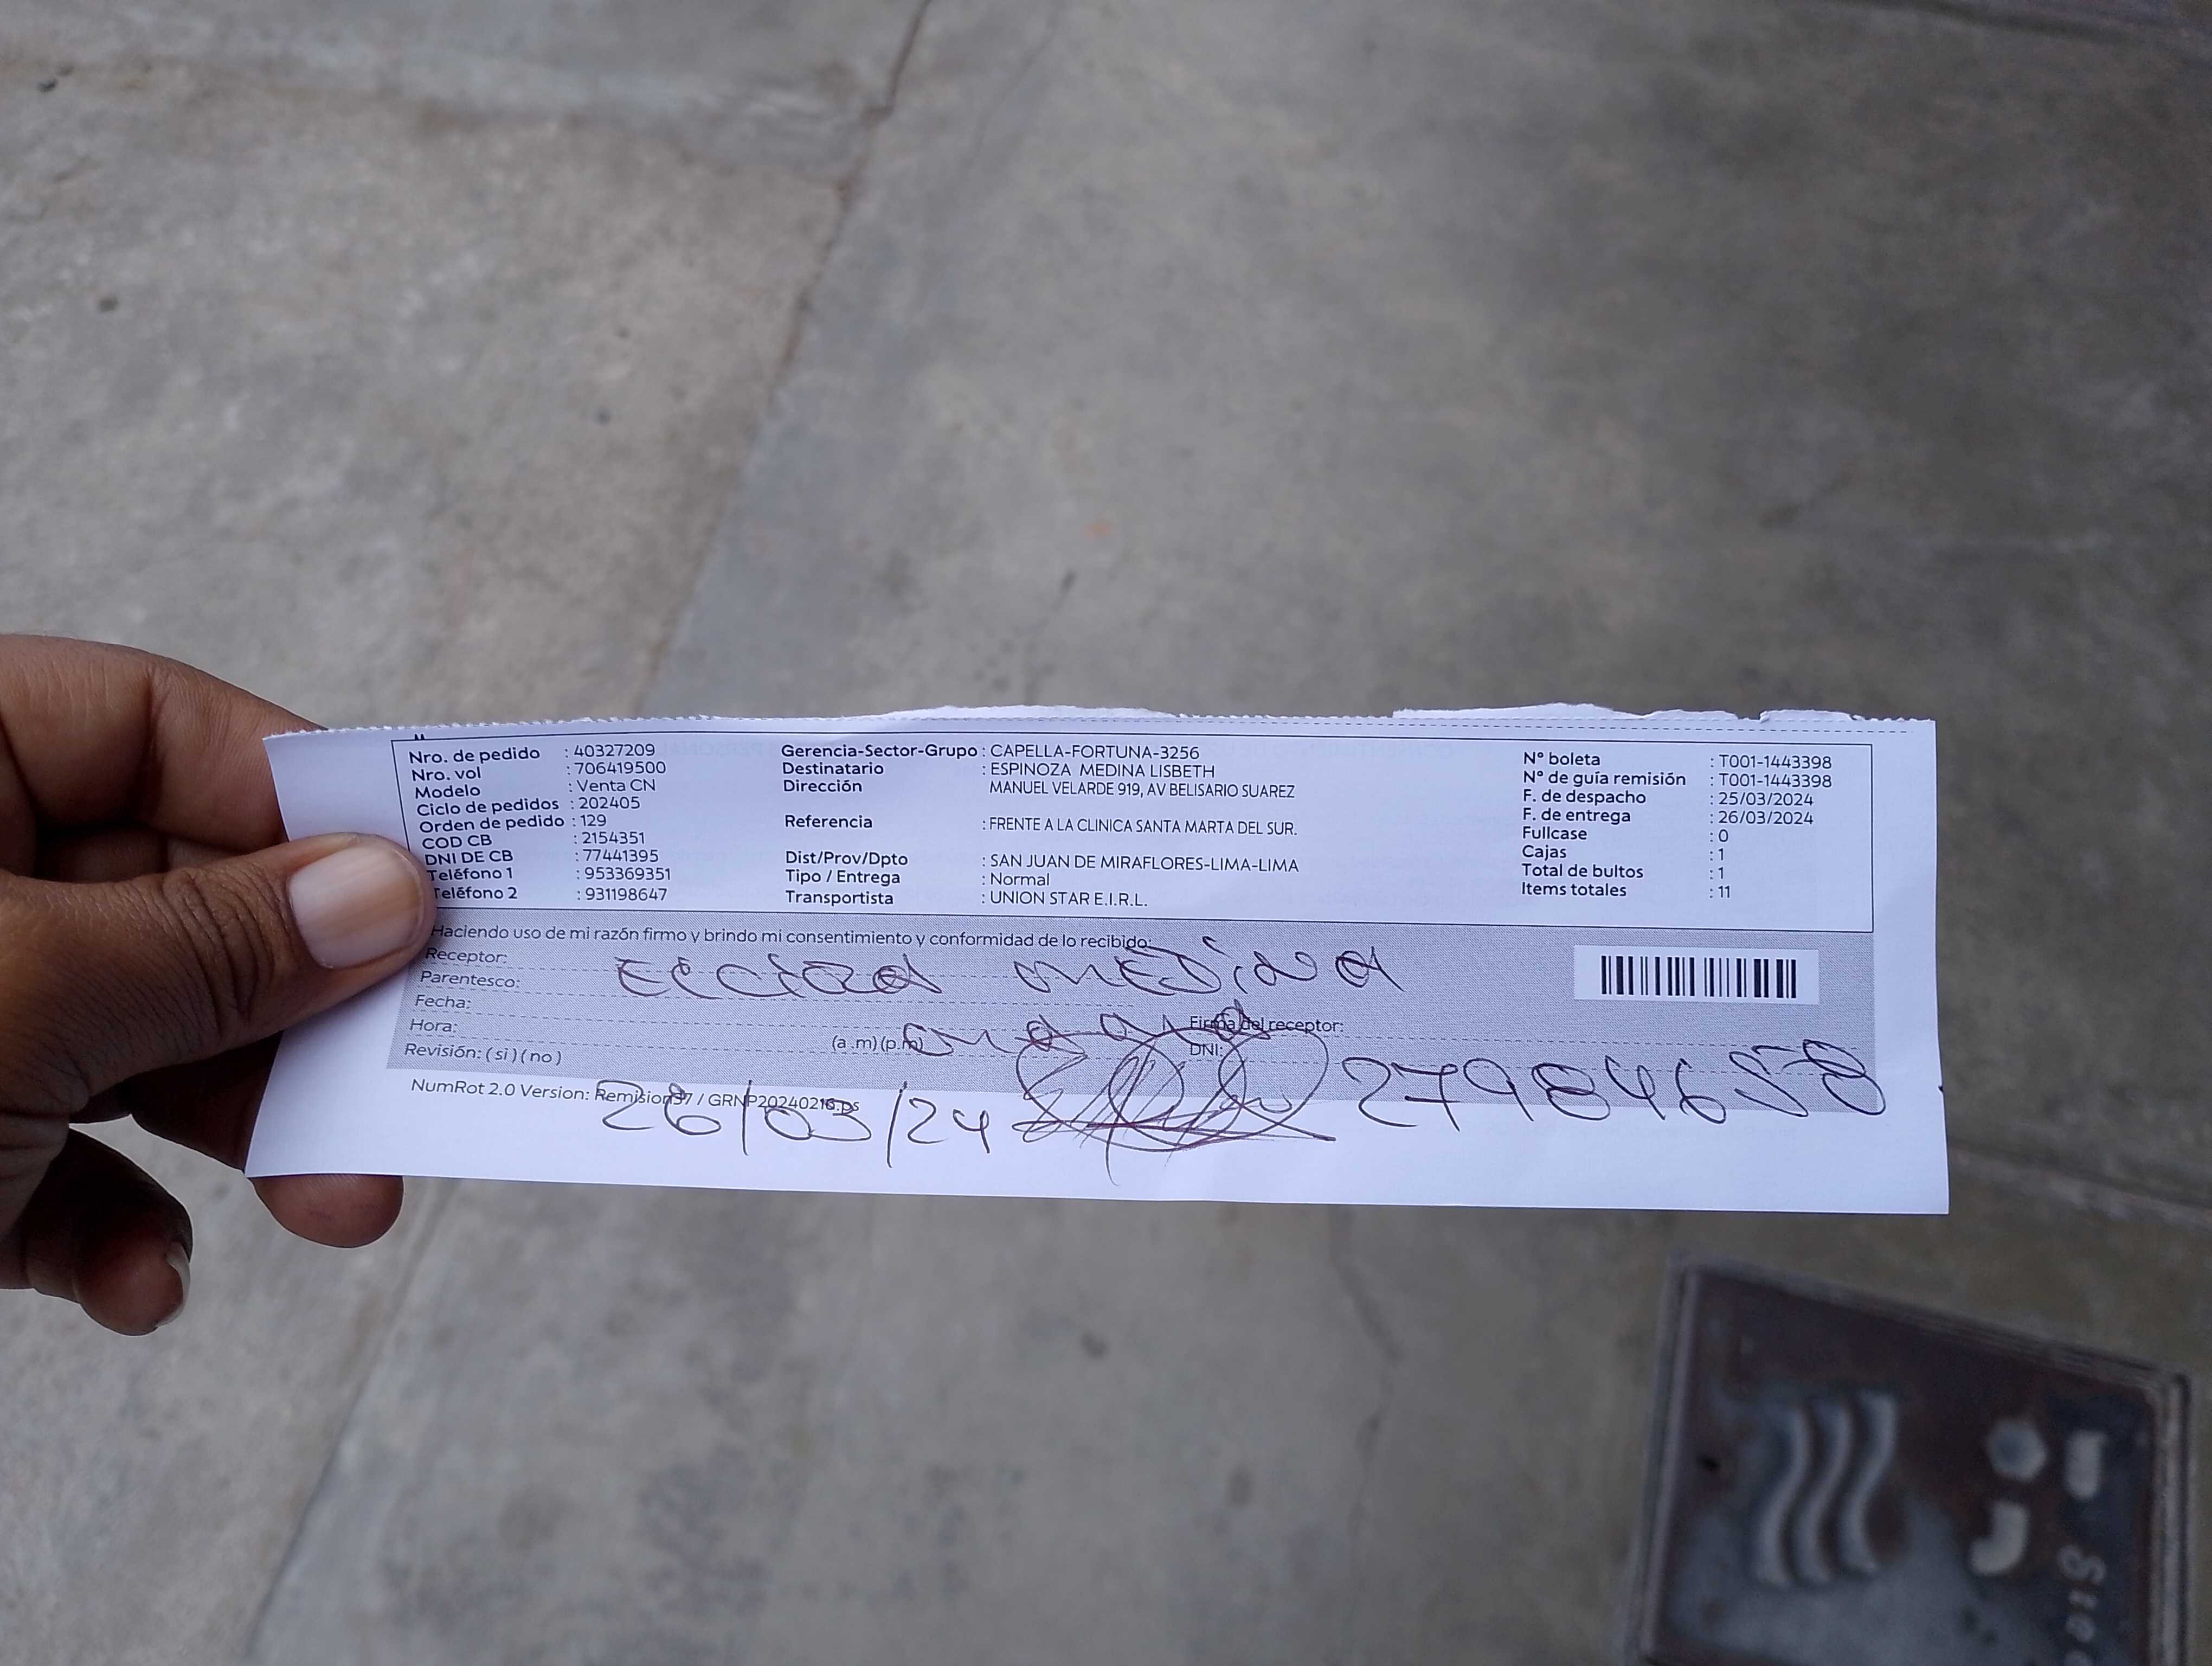 Nro. de pedido : 40327209
Nro. vol : 706419500
Modelo : Venta CN
Ciclo de pedidos : 202405
Orden de pedido : 129
COD CB : 2154351
DNI DE CB : 77441395
Teléfono 1 : 953369351
Teléfono 2 : 931198647
Gerencia-Sector-Grupo : CAPELLA-FORTUNA-3256
Destinatario : ESPINOZA MEDINA LISBETH
Dirección MANUEL VELARDE 919, AV BELISARIO SUAREZ
Referencia : FRENTE A LA CLINICA SANTA MARTA DEL SUR.
Dist/Prov/Dpto : SAN JUAN DE MIRAFLORES-LIMA-LIMA
Tipo / Entrega : Normal
Transportista : UNION STAR E.I.R.L.
N° boleta : T001-1443398
N° de guía remisión : T001-1443398
F. de despacho : 25/03/2024
F. de entrega : 26/03/2024
Fullcase : 0
Cajas : 1
Total de bultos : 1
Items totales : 11
Haciendo uso de mi razón firmo y brindo mi consentimiento y conformidad de lo recibido:
Receptor: MEDINA
Parentesco:
Fecha:
Hora: (a .m) (p.m)
Firma del receptor:
Revisión: ( si ) ( no )
DNI: 27984658
NumRot 2.0 Version: / GRNP20240216.ps
26/03/24